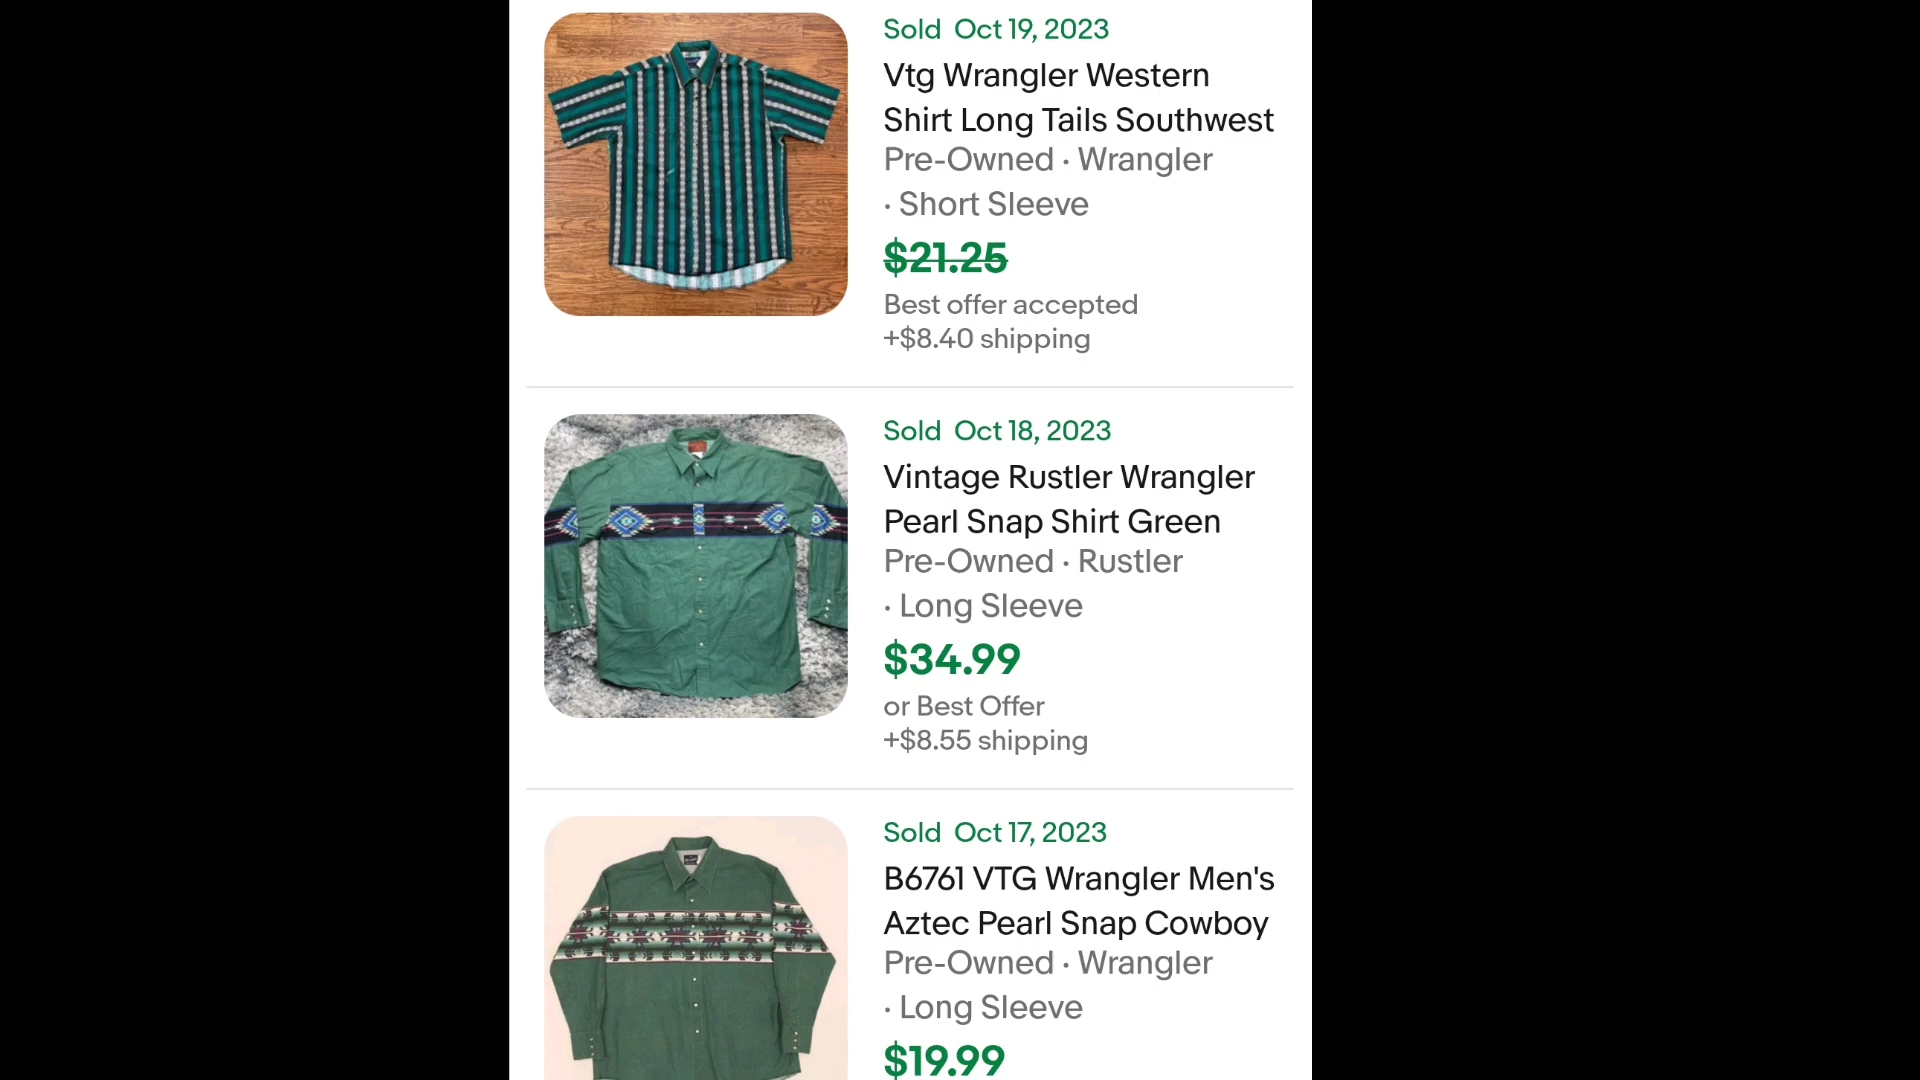 Sold Oct 19, 2023
Vtg Wrangler Western
Shirt Long Tails Southwest
Pre-Owned · Wrangler
· Short Sleeve
$21.25
Best offer accepted
+$8.40 shipping
Sold Oct 18, 2023
Vintage Rustler Wrangler
Pearl Snap Shirt Green
Pre-Owned · Rustler
· Long Sleeve
$34.99
or Best Offer
+$8.55 shipping
Sold Oct 17, 2023
B6761 VTG Wrangler Men's
Aztec Pearl Snap Cowboy
Pre-Owned · Wrangler
· Long Sleeve
$19.99